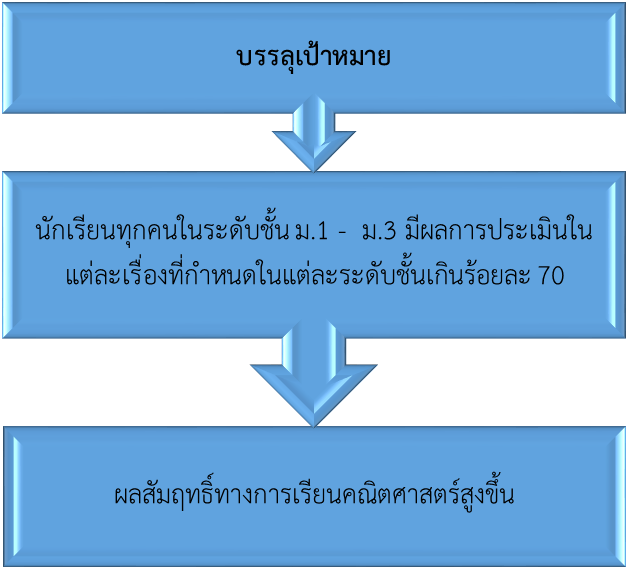 บรรลุเป้าหมาย
นักเรียนทุกคนในระดับชั้น ม.1 -  ม.3 มีผลการประเมินใน
แต่ละเรื่องที่กำหนดในแต่ละระดับชั้นเกินร้อยละ 70
ผลสัมฤทธิ์ทางการเรียนคณิตศาสตร์สูงขึ้น